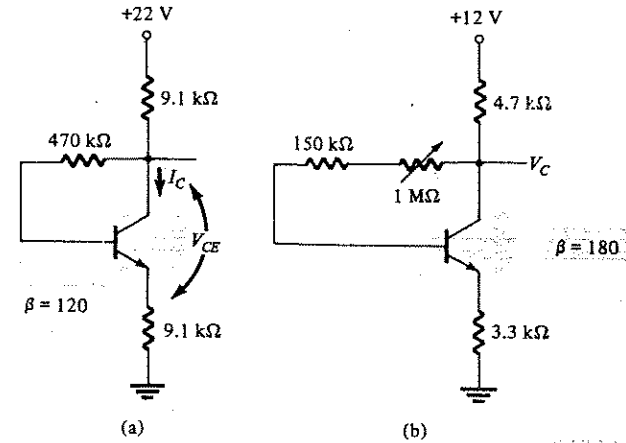 +22 V
9.1 kΩ
470 kΩ
I_C
V_CE
β = 120
9.1 kΩ
(a)
+12 V
4.7 kΩ
150 kΩ
1 MΩ
V_C
β = 180
3.3 kΩ
(b)